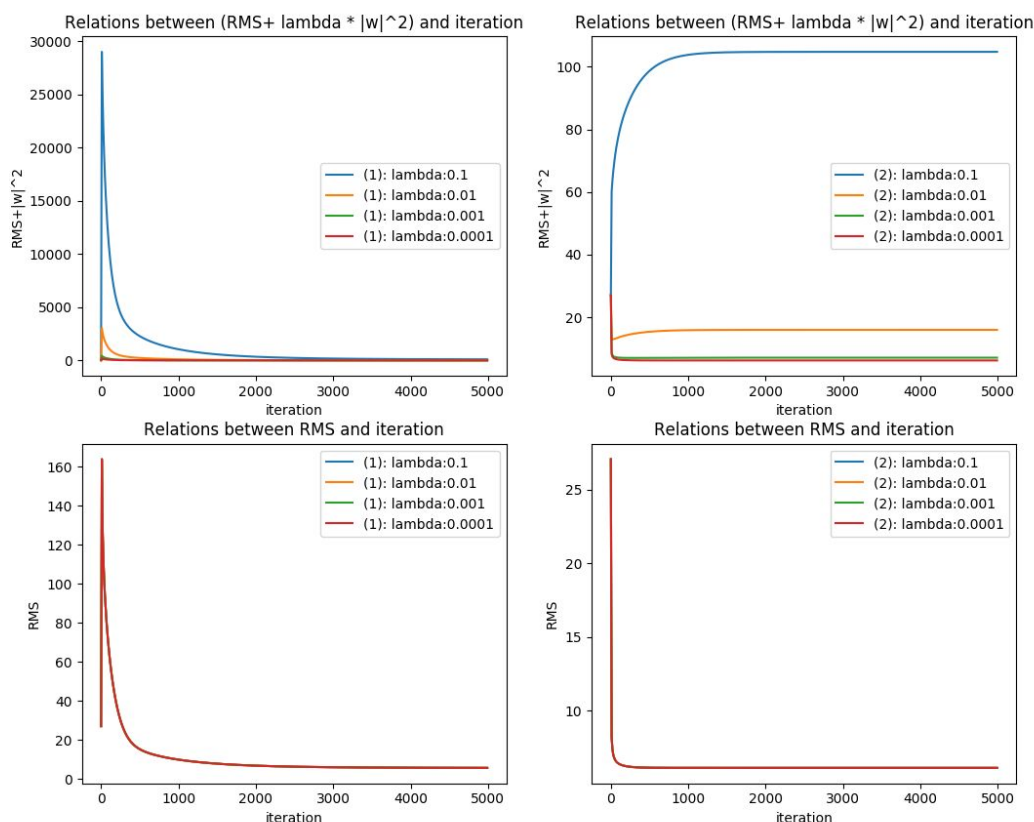 Relations between (RMS+ lambda * |w|^2) and iteration
30000
25000
20000
15000
10000
5000
0
RMS+|w|^2
(1): lambda:0.1
(1): lambda:0.01
(1): lambda:0.001
(1): lambda:0.0001
0 1000 2000 3000 4000 5000
iteration
Relations between (RMS+ lambda * |w|^2) and iteration
100
80
60
40
20
RMS+|w|^2
(2): lambda:0.1
(2): lambda:0.01
(2): lambda:0.001
(2): lambda:0.0001
0 1000 2000 3000 4000 5000
iteration
Relations between RMS and iteration
160
140
120
100
80
60
40
20
0
RMS
(1): lambda:0.1
(1): lambda:0.01
(1): lambda:0.001
(1): lambda:0.0001
0 1000 2000 3000 4000 5000
iteration
Relations between RMS and iteration
25
20
15
10
RMS
(2): lambda:0.1
(2): lambda:0.01
(2): lambda:0.001
(2): lambda:0.0001
0 1000 2000 3000 4000 5000
iteration